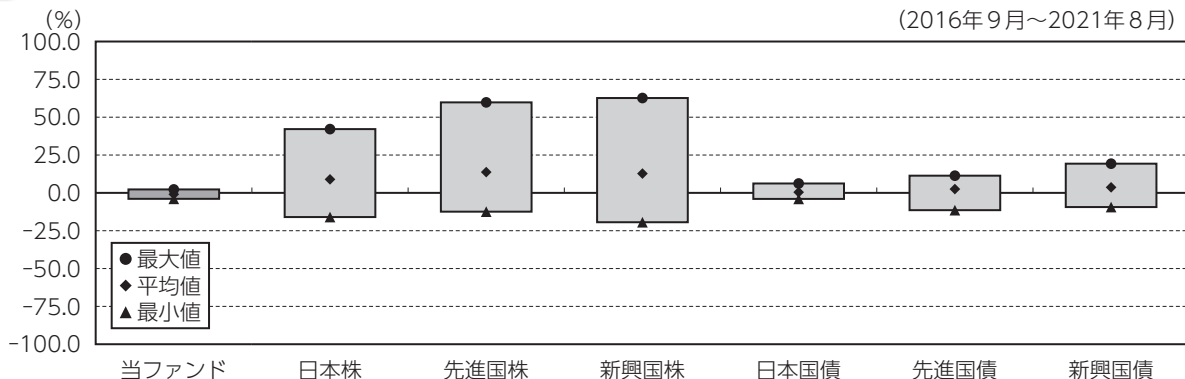 (%)
(2016年9月～2021年8月)
100.0
75.0
50.0
25.0
0.0
-25.0
-50.0
-75.0
-100.0
●最大値
◆平均値
▲最小値
当ファンド 日本株 先進国株 新興国株 日本国債 先進国債 新興国債